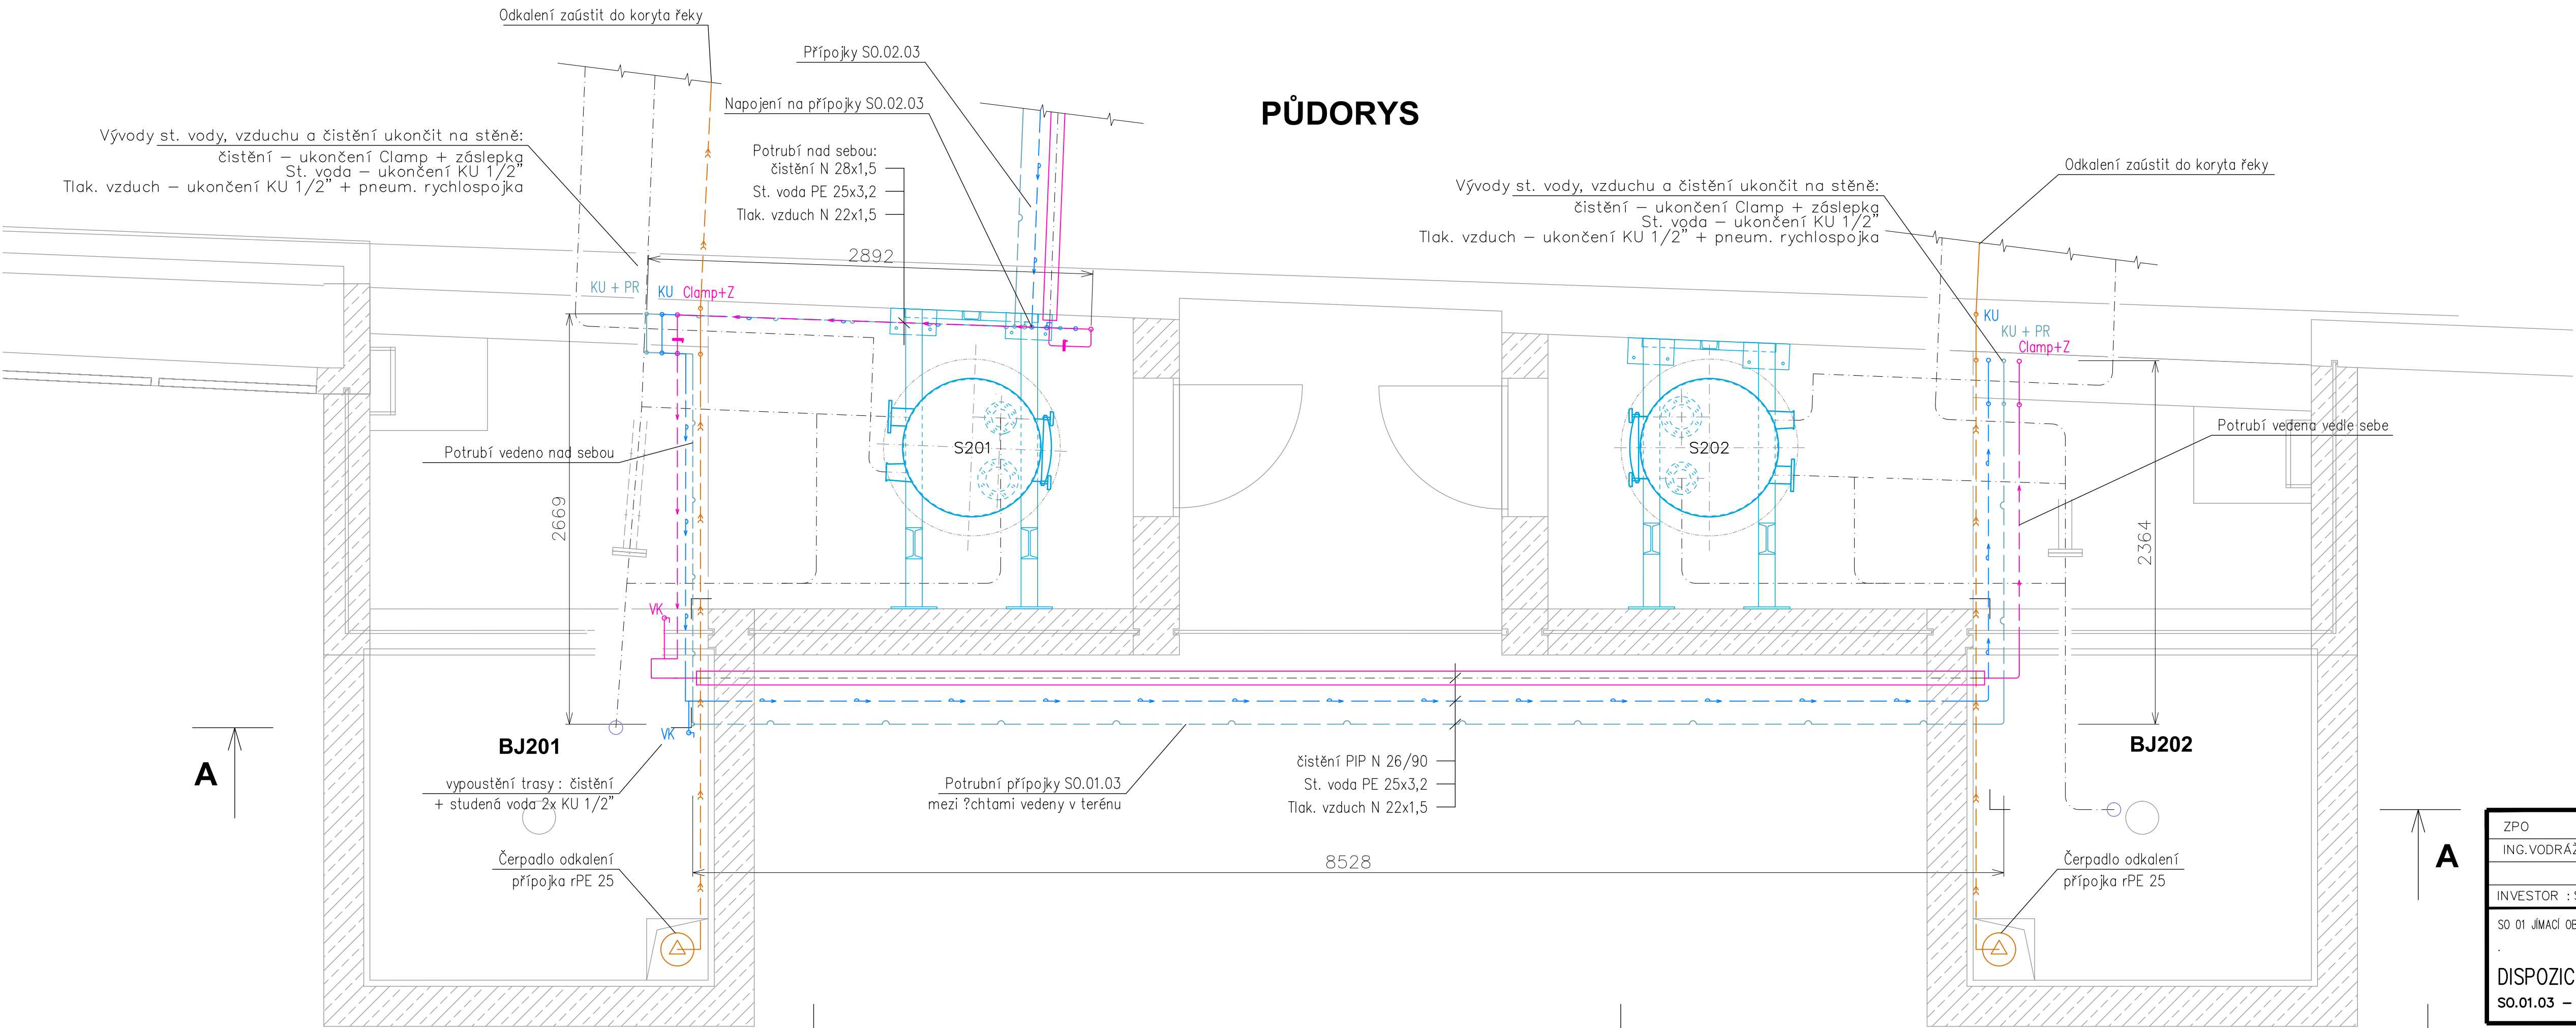 Odkalení zaústit do koryta řeky
Přípojky SO.02.03
Napojení na přípojky SO.02.03
PŮDORYS
Vývody st. vody, vzduchu a čistění ukončit na stěně:
čistění – ukončení Clamp + záslepka
St. voda – ukončení KU 1/2"
Tlak. vzduch – ukončení KU 1/2" + pneum. rychlospojka
Potrubí nad sebou:
čistění N 28x1,5
St. voda PE 25x3,2
Tlak. vzduch N 22x1,5
Odkalení zaústit do koryta řeky
Vývody st. vody, vzduchu a čistění ukončit na stěně:
čistění – ukončení Clamp + záslepka
St. voda – ukončení KU 1/2"
Tlak. vzduch – ukončení KU 1/2" + pneum. rychlospojka
2892
KU + PR
KU
Clamp+Z
KU
KU + PR
Clamp+Z
Potrubí vedeno nad sebou
S201
S202
Potrubí vedena vedle sebe
2669
2364
VK
VK
BJ201
BJ202
A
A
vypouštění trasy : čistění
+ studená voda 2x KU 1/2"
Potrubní přípojky SO.01.03
mezi ?chtami vedeny v terénu
čistění PIP N 26/90
St. voda PE 25x3,2
Tlak. vzduch N 22x1,5
8528
Čerpadlo odkalení
přípojka rPE 25
Čerpadlo odkalení
přípojka rPE 25
ZPO
ING.VODRÁŽ
INVESTOR : S
SO 01 JÍMACÍ OB
.
DISPOZIC
SO.01.03 –